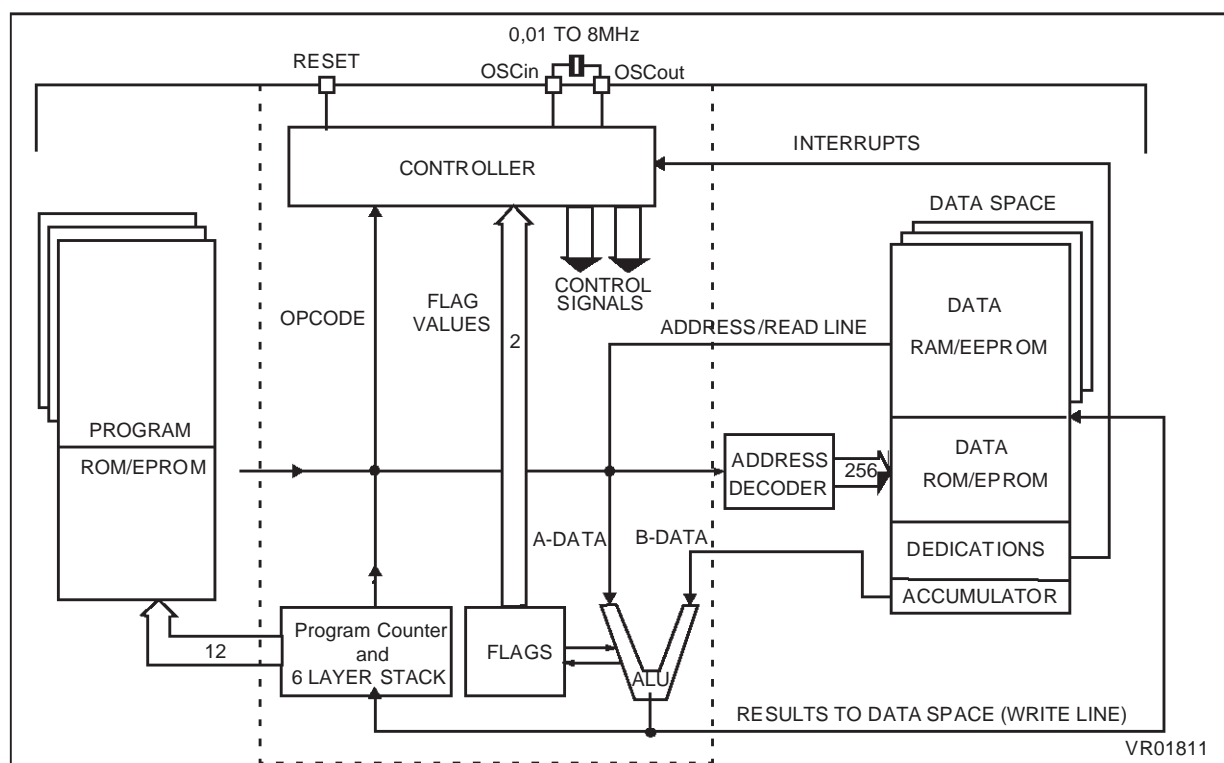 0,01 TO 8MHz
RESET
OSCin
OSCout
INTERRUPTS
CONTROLLER
DATA SPACE
CONTROL
SIGNALS
FLAG
VALUES
OPCODE
2
ADDRESS/READ LINE
DATA
RAM/EEPROM
PROGRAM
ROM/EPROM
ADDRESS
DECODER
256
DATA
ROM/EPROM
A-DATA
B-DATA
DEDICATIONS
ACCUMULATOR
12
Program Counter
and
6 LAYER STACK
FLAGS
ALU
RESULTS TO DATA SPACE (WRITE LINE)
VR01811